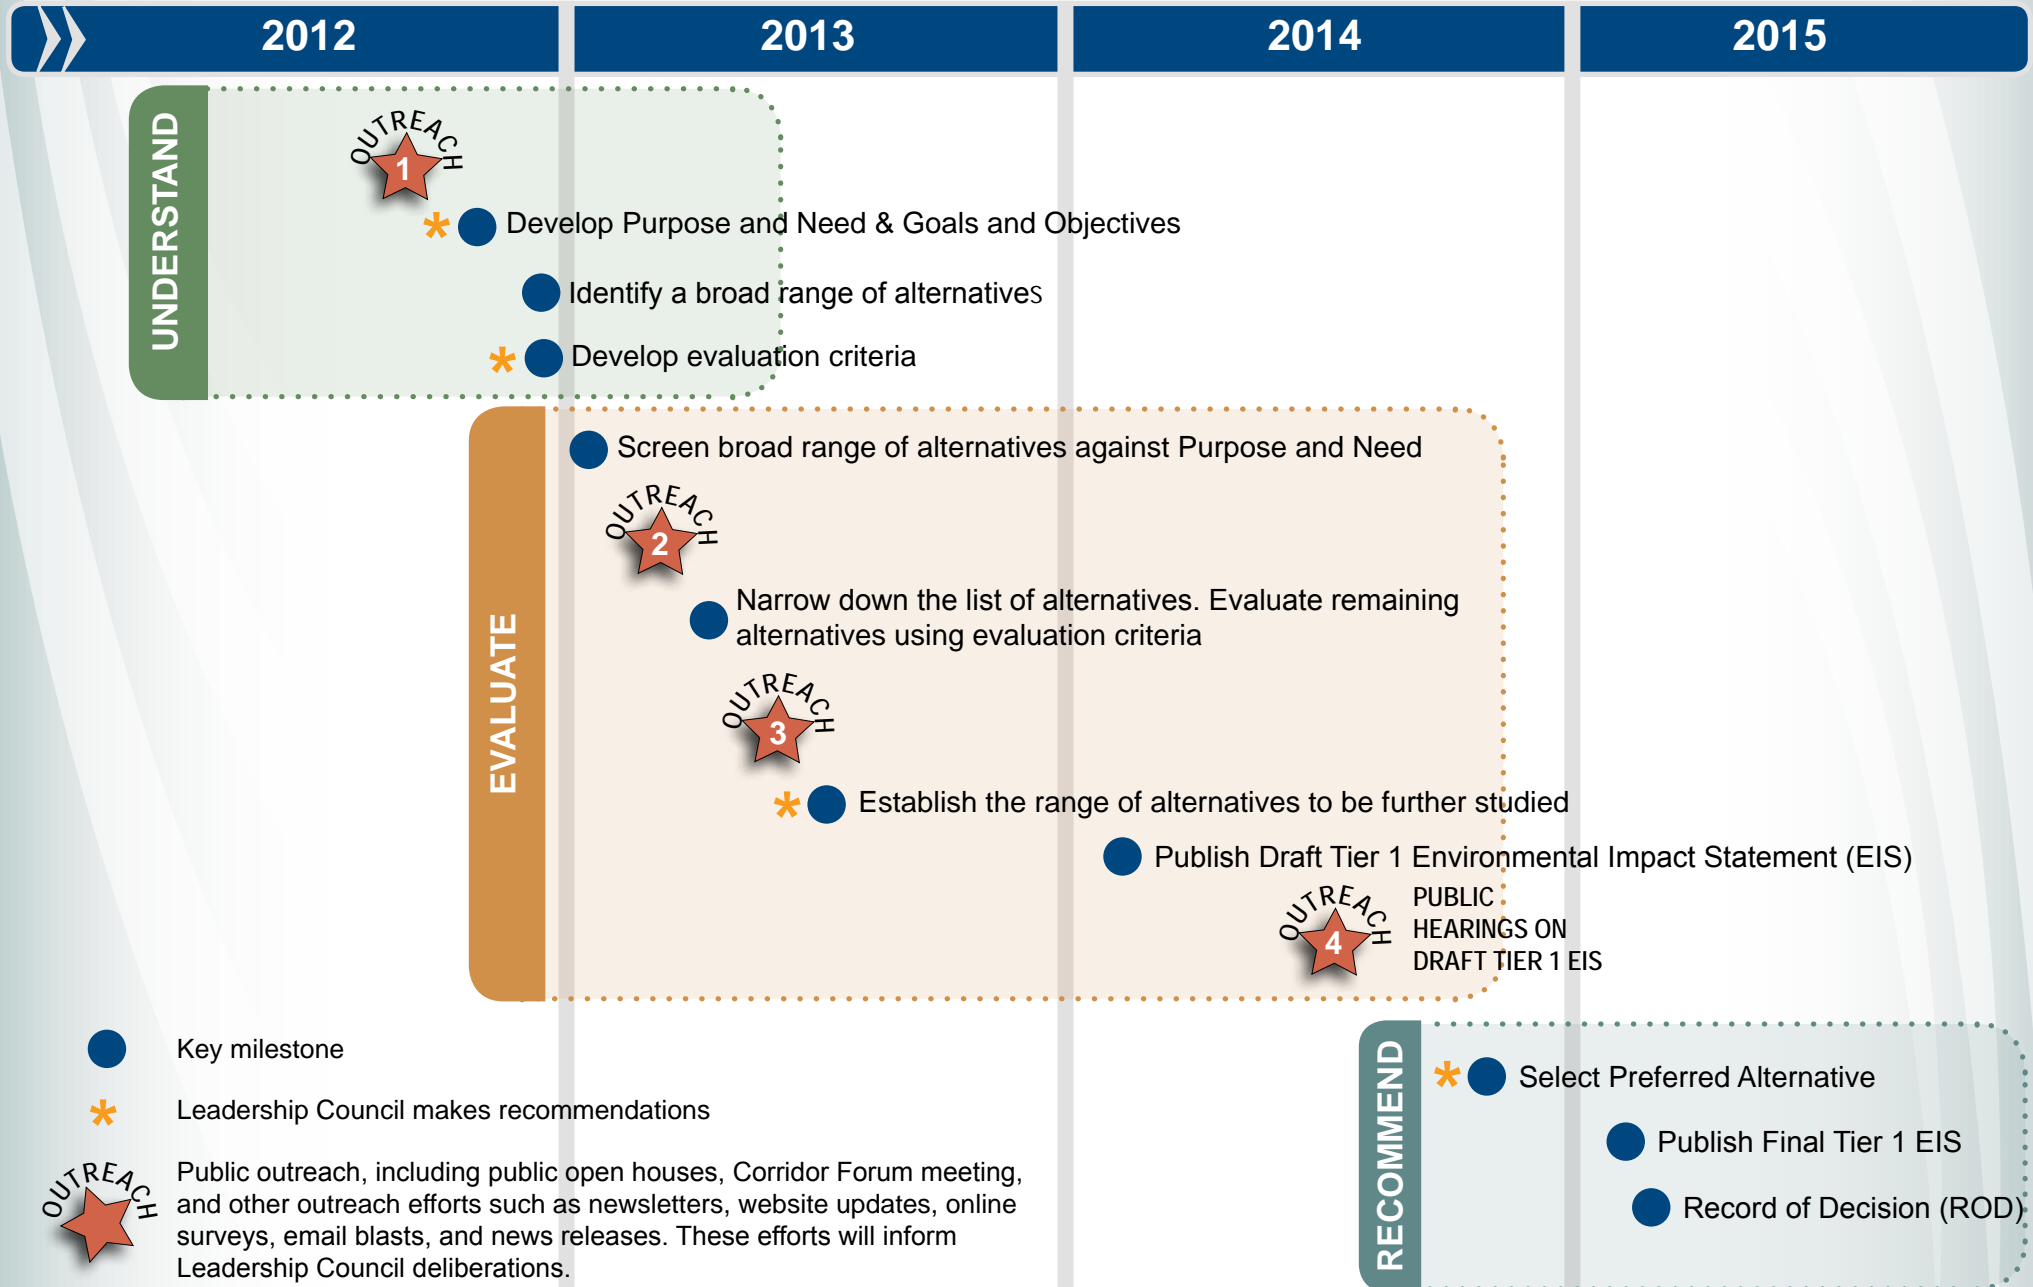 2012
2013
2014
2015
UNDERSTAND
OUTREACH
1
* Develop Purpose and Need & Goals and Objectives
Identify a broad range of alternatives
* Develop evaluation criteria
EVALUATE
Screen broad range of alternatives against Purpose and Need
OUTREACH
2
Narrow down the list of alternatives. Evaluate remaining
alternatives using evaluation criteria
OUTREACH
3
* Establish the range of alternatives to be further studied
Publish Draft Tier 1 Environmental Impact Statement (EIS)
OUTREACH
4
PUBLIC
HEARINGS ON
DRAFT TIER 1 EIS
RECOMMEND
* Select Preferred Alternative
Publish Final Tier 1 EIS
Record of Decision (ROD)
Key milestone
* Leadership Council makes recommendations
OUTREACH
Public outreach, including public open houses, Corridor Forum meeting,
and other outreach efforts such as newsletters, website updates, online
surveys, email blasts, and news releases. These efforts will inform
Leadership Council deliberations.